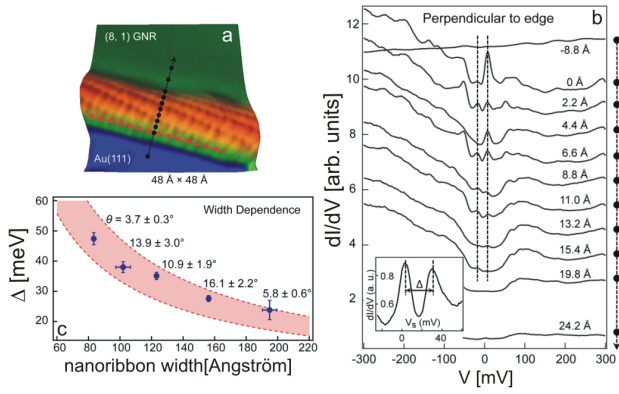 (8, 1) GNR
a
Au(111)
48 Å × 48 Å
b
Perpendicular to edge
dI/dV [arb. units]
12
10
8
6
4
2
-8.8 Å
0 Å
2.2 Å
4.4 Å
6.6 Å
8.8 Å
11.0 Å
13.2 Å
15.4 Å
19.8 Å
24.2 Å
-300
-200
-100
0
100
200
300
V [mV]
dI/dV (a. u.)
0.8
0.6
Δ
0
40
Vs (mV)
c
Width Dependence
Δ [meV]
60
50
40
30
20
θ = 3.7 ± 0.3°
13.9 ± 3.0°
10.9 ± 1.9°
16.1 ± 2.2°
5.8 ± 0.6°
60
80
100
120
140
160
180
200
220
nanoribbon width[Angström]